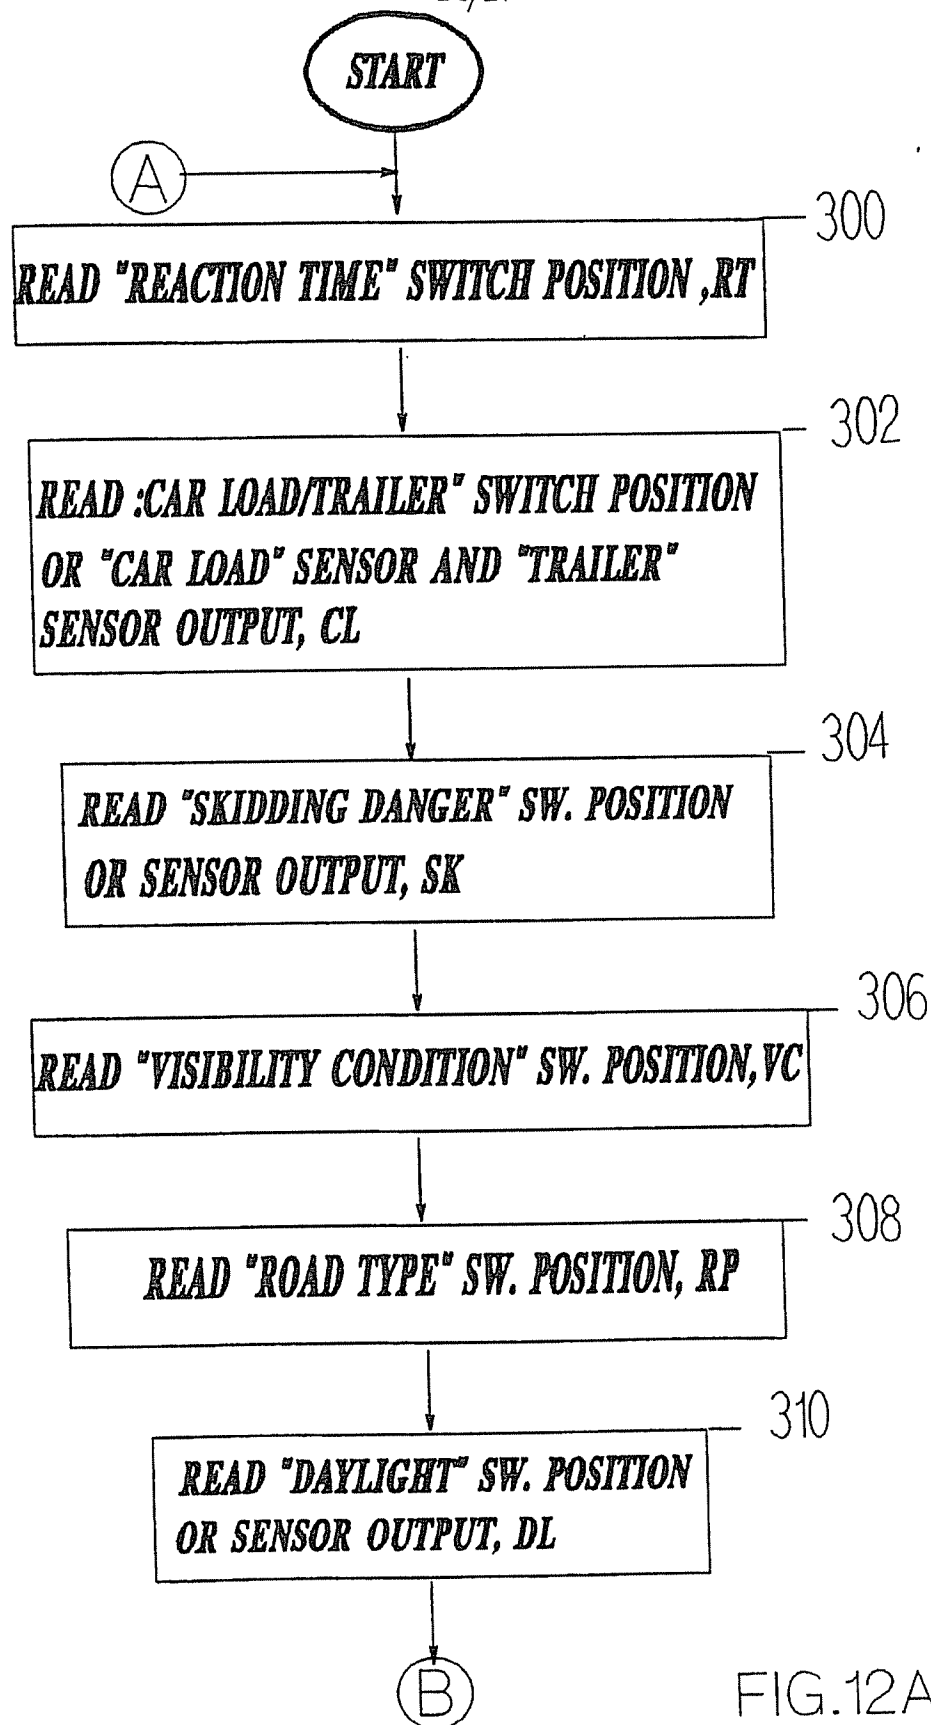 START
A
300
READ "REACTION TIME" SWITCH POSITION ,RT
302
READ :CAR LOAD/TRAILER" SWITCH POSITION
OR "CAR LOAD" SENSOR AND "TRAILER"
SENSOR OUTPUT, CL
304
READ "SKIDDING DANGER" SW. POSITION
OR SENSOR OUTPUT, SK
306
READ "VISIBILITY CONDITION" SW. POSITION,VC
308
READ "ROAD TYPE" SW. POSITION, RP
310
READ "DAYLIGHT" SW. POSITION
OR SENSOR OUTPUT, DL
B
FIG.12A